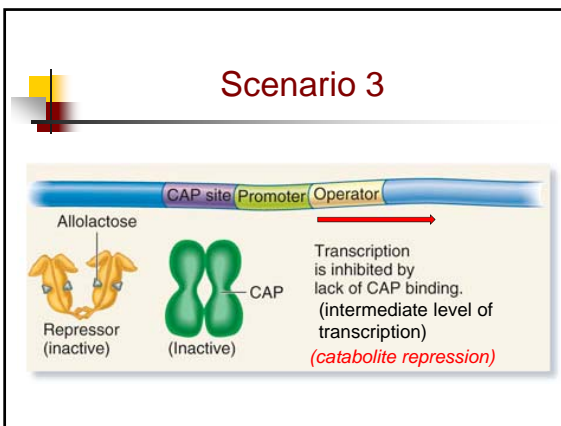 Scenario 3
CAP site Promoter Operator
Allolactose
Repressor
(inactive)
CAP
(Inactive)
Transcription
is inhibited by
lack of CAP binding.
(intermediate level of
transcription)
(catabolite repression)